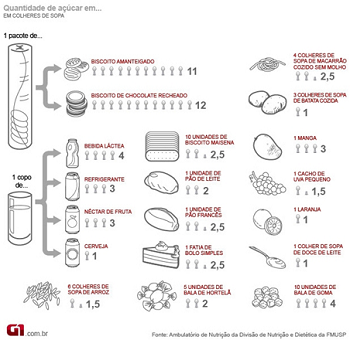 Quantidade de açúcar em...
EM COLHERES DE SOPA
1 pacote de...
BISCOITO AMANTEIGADO
11
BISCOITO DE CHOCOLATE RECHEADO
12
4 COLHERES DE
SOPA DE MACARRÃO
COZIDO SEM MOLHO
2,5
3 COLHERES DE SOPA
DE BATATA COZIDA
1
1 copo
de...
BEBIDA LÁCTEA
4
REFRIGERANTE
3
NÉCTAR DE FRUTA
3
CERVEJA
1
10 UNIDADES DE
BISCOITO MAISENA
2,5
1 UNIDADE DE
PÃO DE LEITE
2
1 UNIDADE DE
PÃO FRANCÊS
2,5
1 FATIA DE
BOLO SIMPLES
2,5
1 MANGA
3
1 CACHO DE
UVA PEQUENO
1,5
1 LARANJA
1
1 COLHER DE SOPA
DE DOCE DE LEITE
1
6 COLHERES DE
SOPA DE ARROZ
1,5
5 UNIDADES DE
BALA DE HORTELÃ
2
10 UNIDADES DE
BALA DE GOMA
4
G1.com.br
Fonte: Ambulatório de Nutrição da Divisão de Nutrição e Dietética da FMUSP